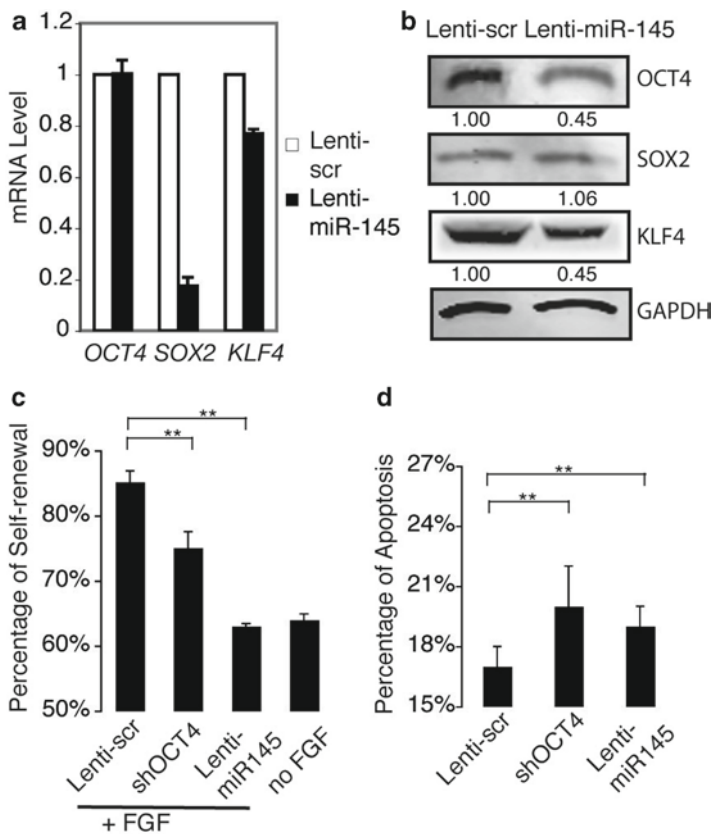 a
1.2
1
0.8
0.6
0.4
0.2
0
mRNA Level
OCT4 SOX2 KLF4
Lenti-
scr
Lenti-
miR-145
b
Lenti-scr Lenti-miR-145
OCT4
1.00 0.45
SOX2
1.00 1.06
KLF4
1.00 0.45
GAPDH
c
**
**
90%
80%
70%
60%
50%
Percentage of Self-renewal
Lenti-scr
shOCT4
Lenti-
miR145
no FGF
+ FGF
d
27%
24%
21%
18%
15%
Percentage of Apoptosis
**
**
Lenti-scr
shOCT4
Lenti-
miR145